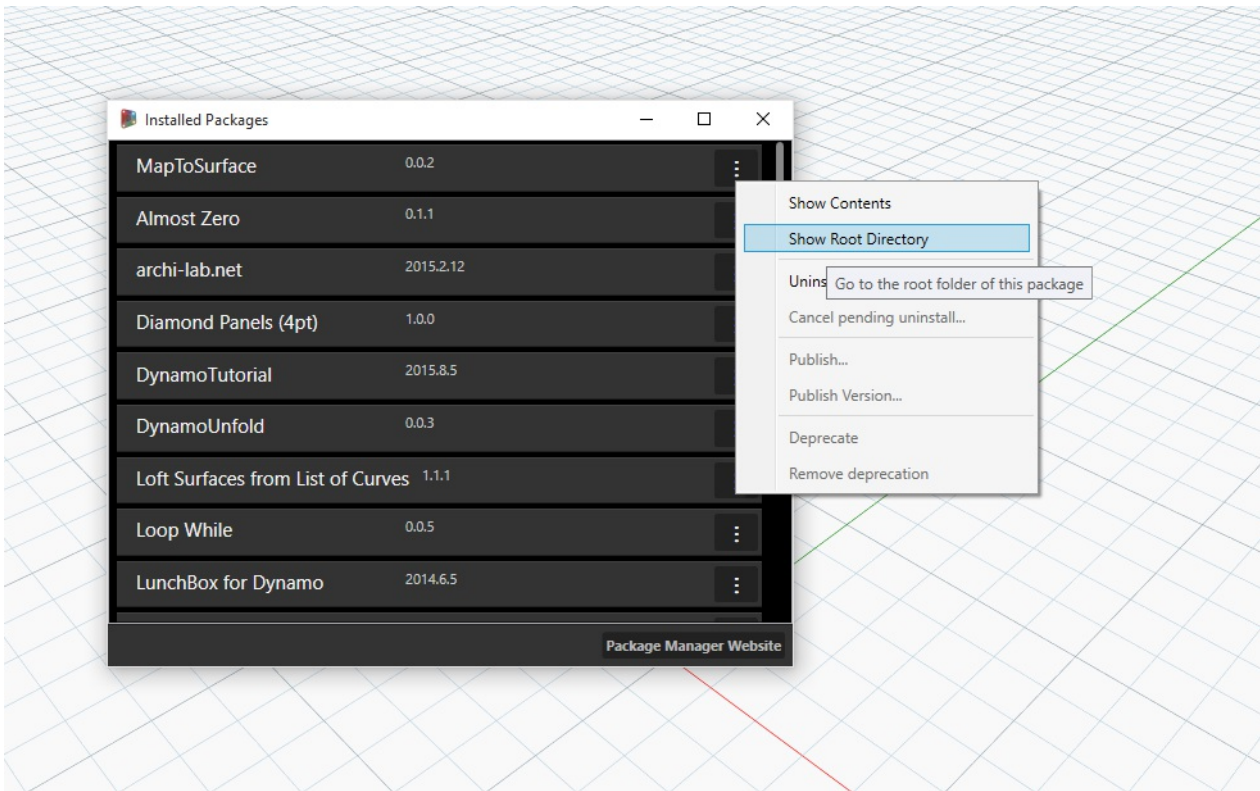 Installed Packages
MapToSurface 0.0.2
Almost Zero 0.1.1
archi-lab.net 2015.2.12
Diamond Panels (4pt) 1.0.0
DynamoTutorial 2015.8.5
DynamoUnfold 0.0.3
Loft Surfaces from List of Curves 1.1.1
Loop While 0.0.5
LunchBox for Dynamo 2014.6.5
Package Manager Website
Show Contents
Show Root Directory
Unins
Go to the root folder of this package
Cancel pending uninstall...
Publish...
Publish Version...
Deprecate
Remove deprecation